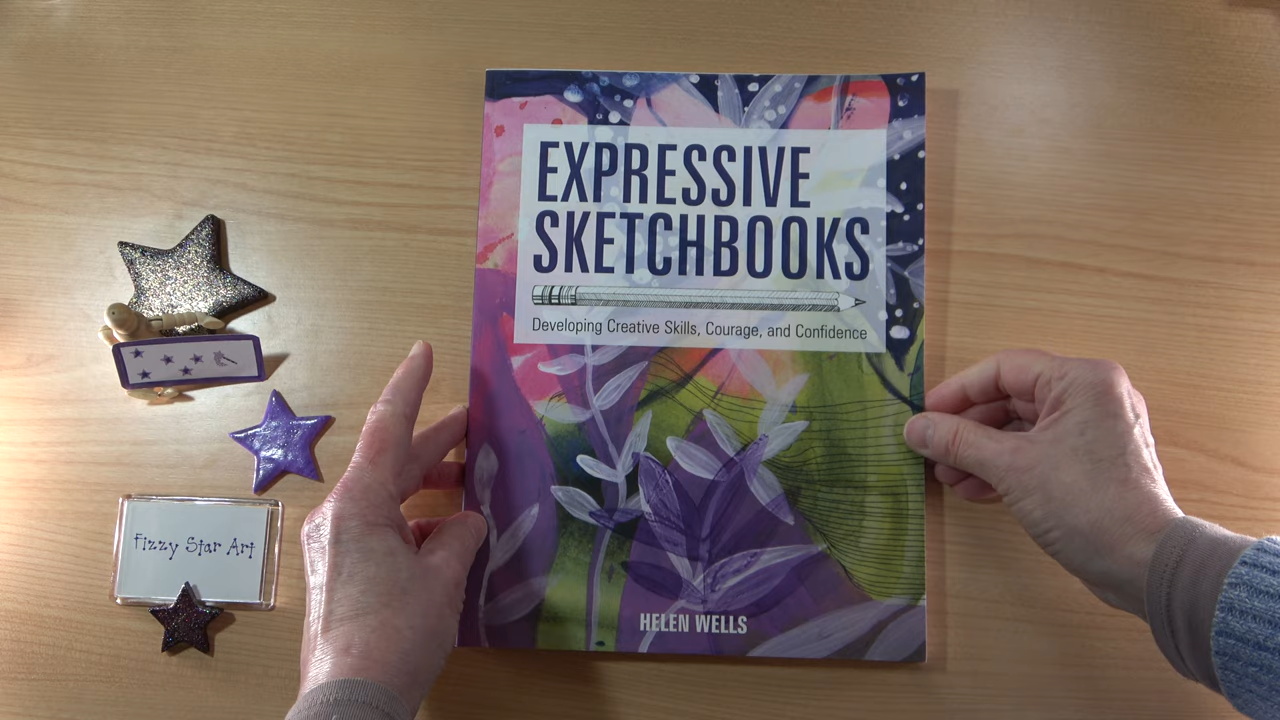 EXPRESSIVE
SKETCHBOOKS
Developing Creative Skills, Courage, and Confidence
HELEN WELLS
Fizzy Star Art